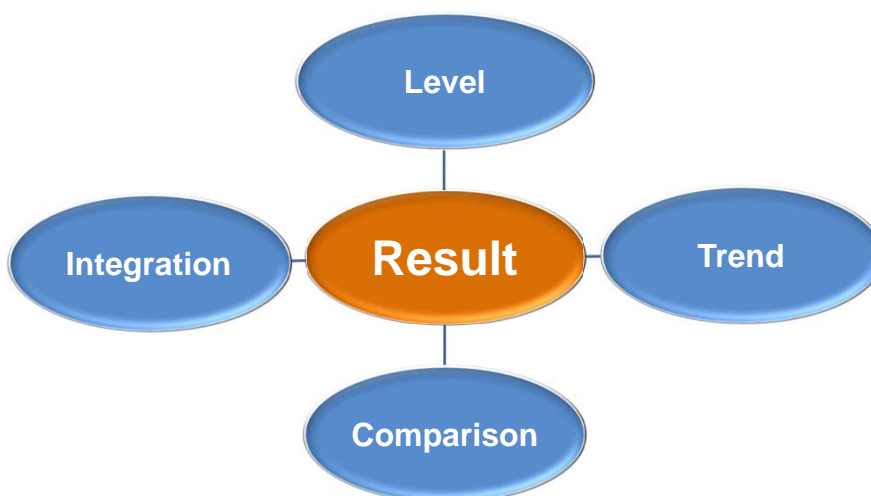 Level
Integration
Result
Trend
Comparison